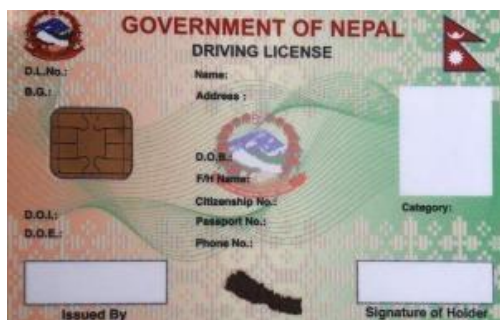 GOVERNMENT OF NEPAL
DRIVING LICENSE
D.L.No.:
Name:
B.G.:
Address :
D.O.B.:
F/H Name:
Citizenship No.:
Category:
D.O.I.:
Passport No.:
D.O.E.:
Phone No.:
Issued By
Signature of Holder